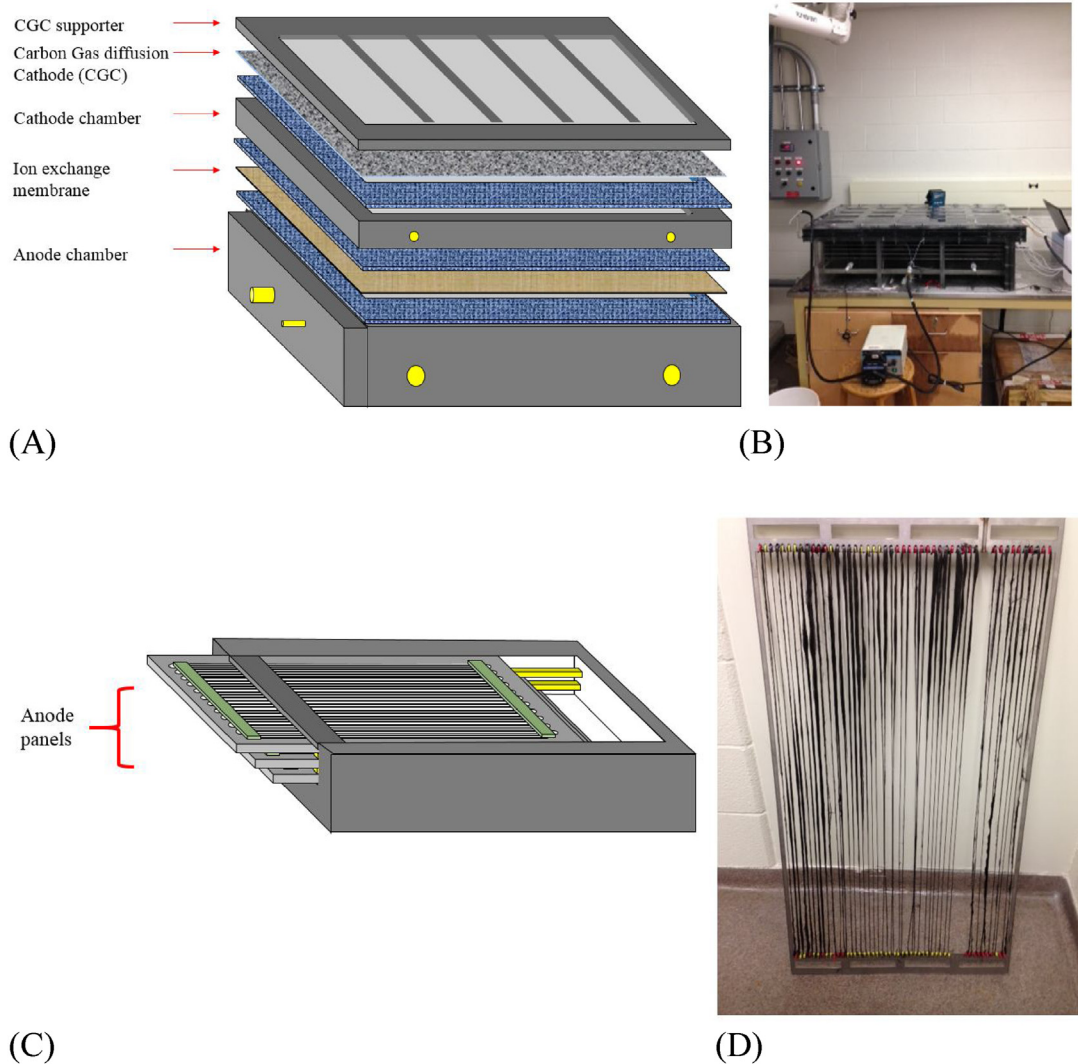 CGC supporter
Carbon Gas diffusion
Cathode (CGC)
Cathode chamber
Ion exchange
membrane
Anode chamber
(A)
(B)
Anode
panels
(C)
(D)